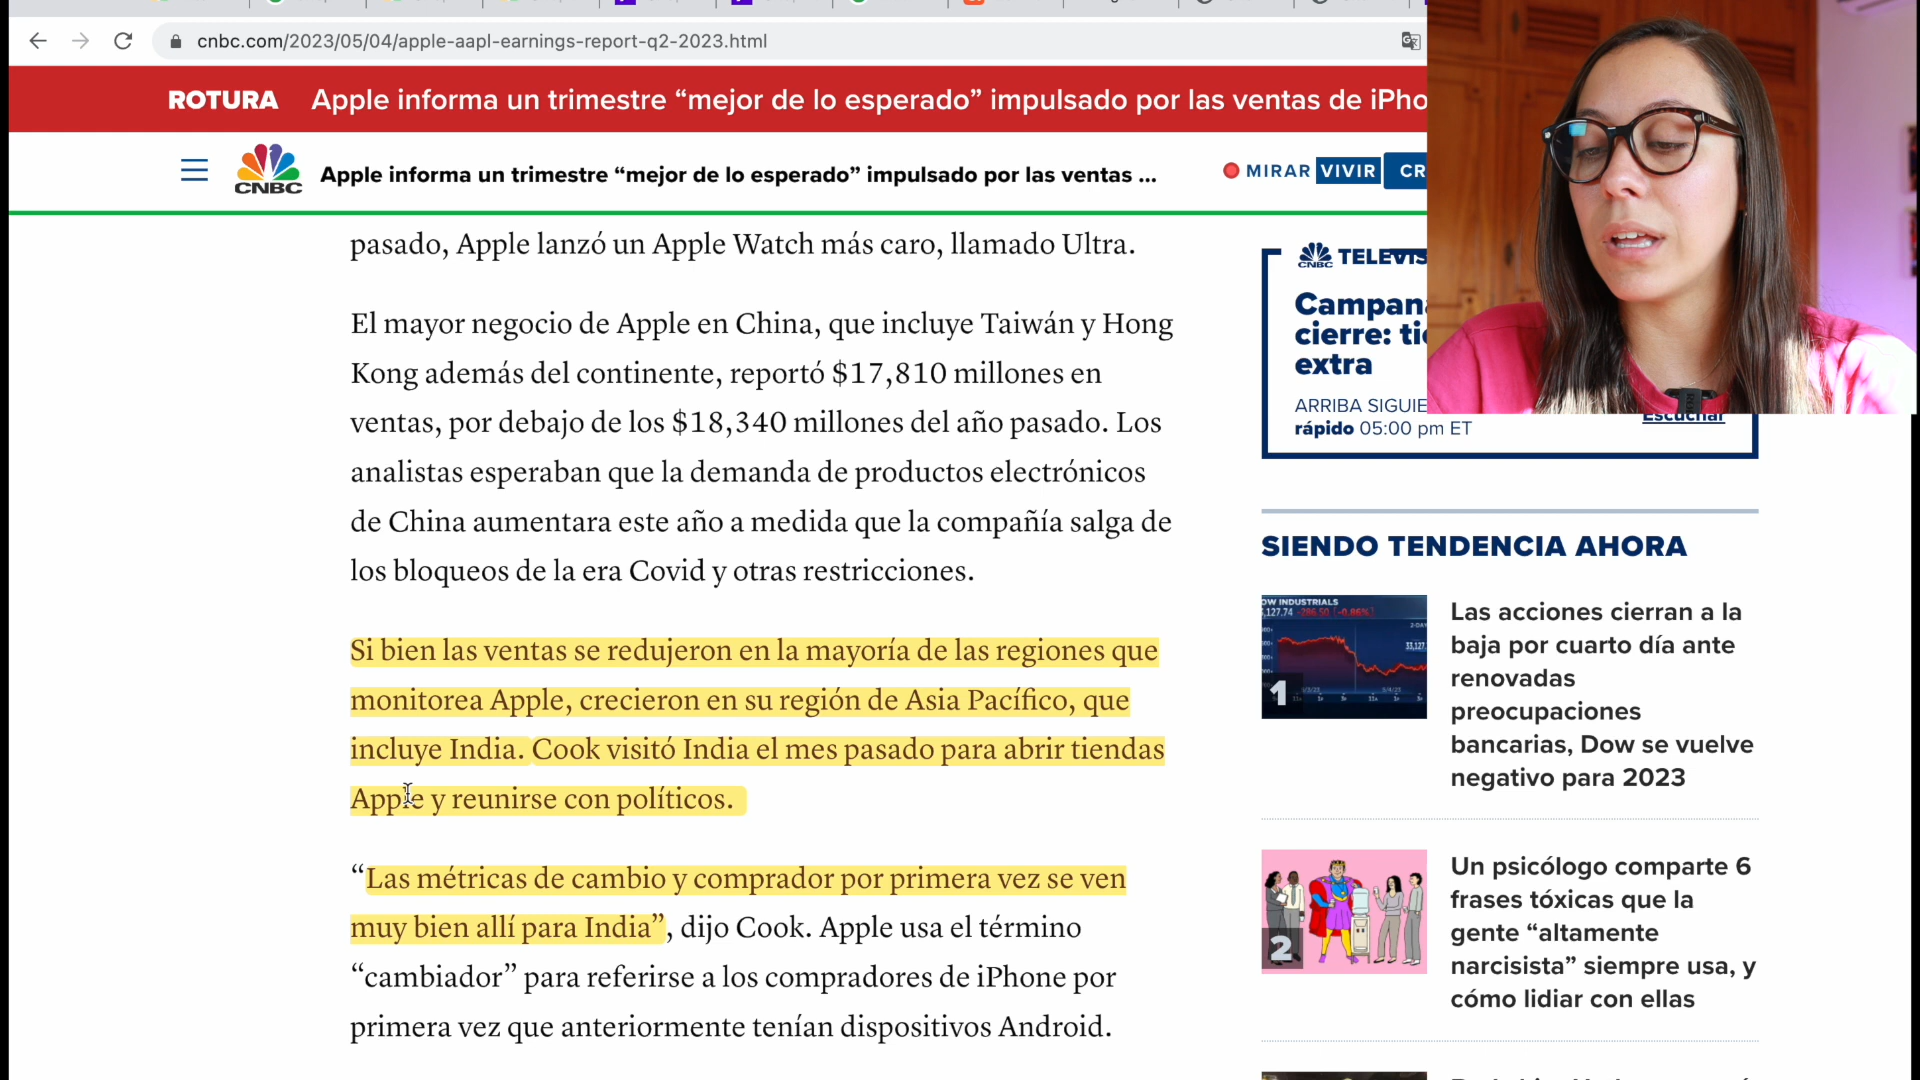 cnbc.com/2023/05/04/apple-aapl-earnings-report-q2-2023.html
ROTURA Apple informa un trimestre “mejor de lo esperado” impulsado por las ventas de iPho
CNBC Apple informa un trimestre “mejor de lo esperado” impulsado por las ventas ...
MIRAR VIVIR CR
pasado, Apple lanzó un Apple Watch más caro, llamado Ultra.
El mayor negocio de Apple en China, que incluye Taiwán y Hong
Kong además del continente, reportó $17,810 millones en
ventas, por debajo de los $18,340 millones del año pasado. Los
analistas esperaban que la demanda de productos electrónicos
de China aumentara este año a medida que la compañía salga de
los bloqueos de la era Covid y otras restricciones.
Si bien las ventas se redujeron en la mayoría de las regiones que
monitorea Apple, crecieron en su región de Asia Pacífico, que
incluye India. Cook visitó India el mes pasado para abrir tiendas
Apple y reunirse con políticos.
“Las métricas de cambio y comprador por primera vez se ven
muy bien allí para India”, dijo Cook. Apple usa el término
“cambiador” para referirse a los compradores de iPhone por
primera vez que anteriormente tenían dispositivos Android.
CNBC TELEVIS
Campan
cierre: ti
extra
ARRIBA SIGUIE
rápido 05:00 pm ET
Escuchar
SIENDO TENDENCIA AHORA
DOW INDUSTRIALS
-286.50 -0.86%
1
Las acciones cierran a la
baja por cuarto día ante
renovadas
preocupaciones
bancarias, Dow se vuelve
negativo para 2023
2
Un psicólogo comparte 6
frases tóxicas que la
gente “altamente
narcisista” siempre usa, y
cómo lidiar con ellas